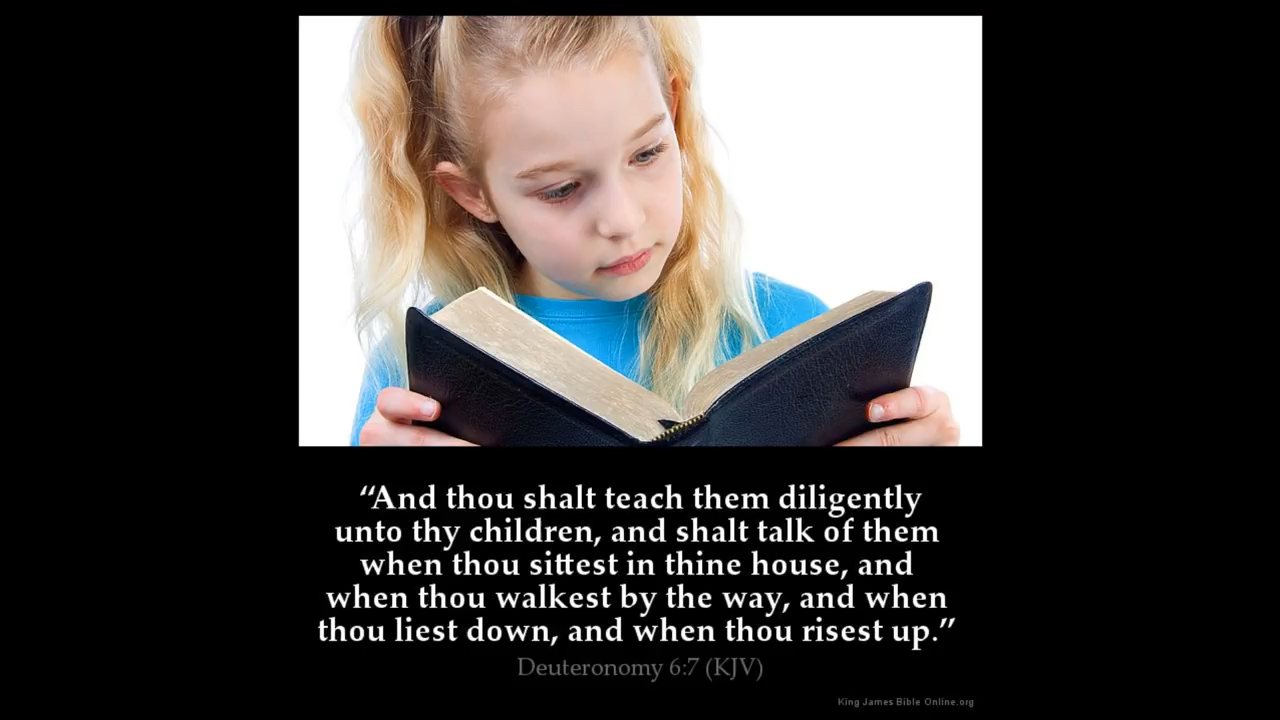 “And thou shalt teach them diligently
unto thy children, and shalt talk of them
when thou sittest in thine house, and
when thou walkest by the way, and when
thou liest down, and when thou risest up.”
Deuteronomy 6:7 (KJV)
King James Bible Online.org